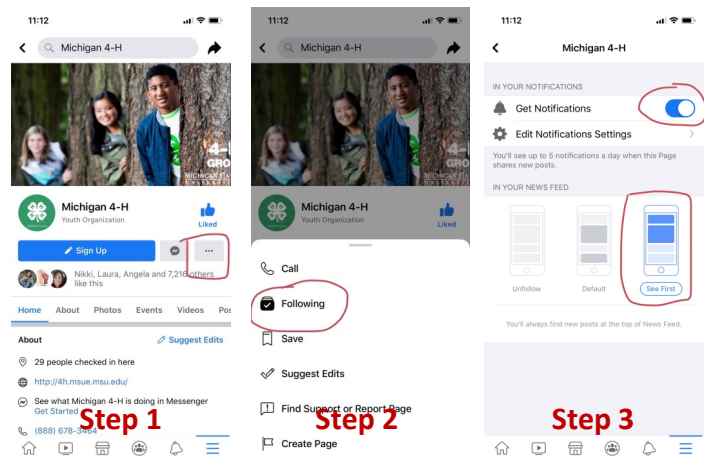 11:12
Michigan 4-H
4-
GRO
MICHIGAN STA
Michigan 4-H
Youth Organization
Liked
Sign Up
Nikki, Laura, Angela and 7,216 others
like this
Home About Photos Events Videos Pos
About
Suggest Edits
29 people checked in here
http://4h.msue.msu.edu/
See what Michigan 4-H is doing in Messenger
Get Started
(888) 678-3464
Step 1
11:12
Michigan 4-H
Michigan 4-H
Youth Organization
Liked
Call
Following
Save
Suggest Edits
Find Support or Report Page
Create Page
Step 2
11:12
Michigan 4-H
IN YOUR NOTIFICATIONS
Get Notifications
Edit Notifications Settings
You'll see up to 5 notifications a day when this Page
shares new posts.
IN YOUR NEWS FEED
Unfollow
Default
See First
You'll always find new posts at the top of News Feed.
Step 3